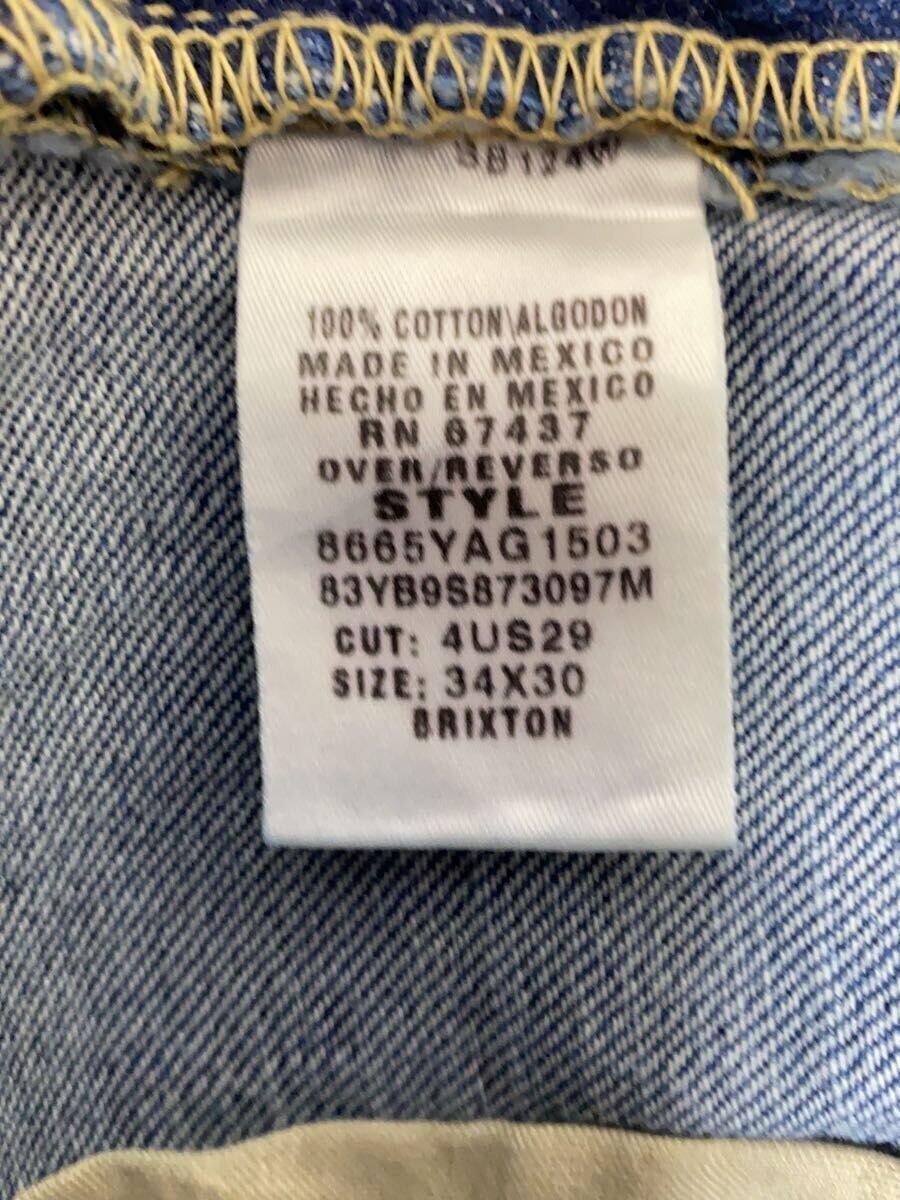 100% COTTON\ALGODON
MADE IN MEXICO
HECHO EN MEXICO
RN 67437
OVER/REVERSO
STYLE
8665YAG1503
83YB9S873097M
CUT: 4US29
SIZE: 34X30
BRIXTON